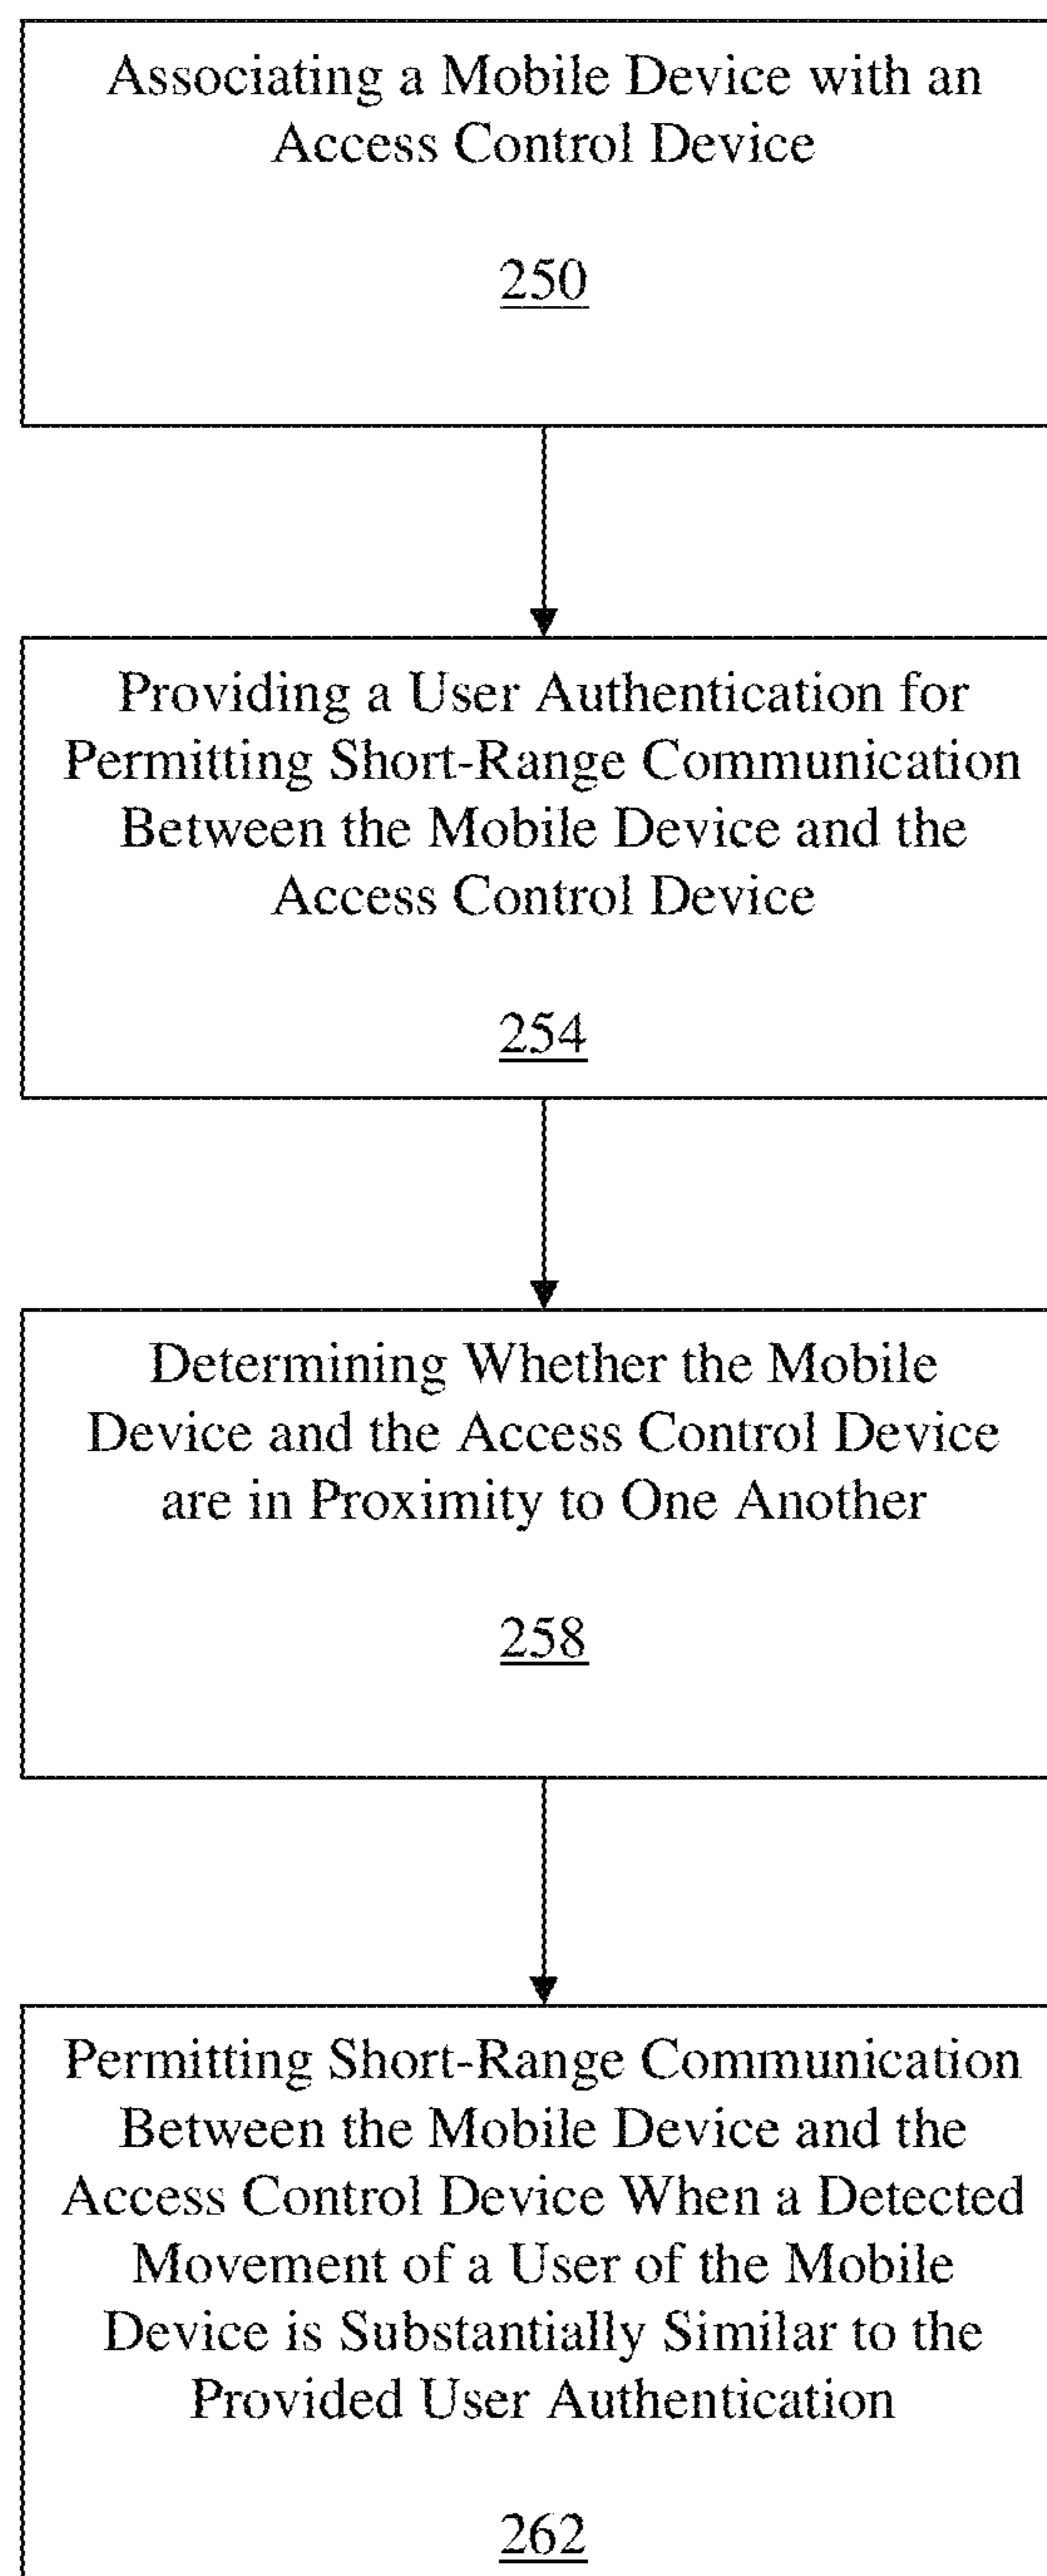 Associating a Mobile Device with an
Access Control Device
250
Providing a User Authentication for
Permitting Short-Range Communication
Between the Mobile Device and the
Access Control Device
254
Determining Whether the Mobile
Device and the Access Control Device
are in Proximity to One Another
258
Permitting Short-Range Communication
Between the Mobile Device and the
Access Control Device When a Detected
Movement of a User of the Mobile
Device is Substantially Similar to the
Provided User Authentication
262